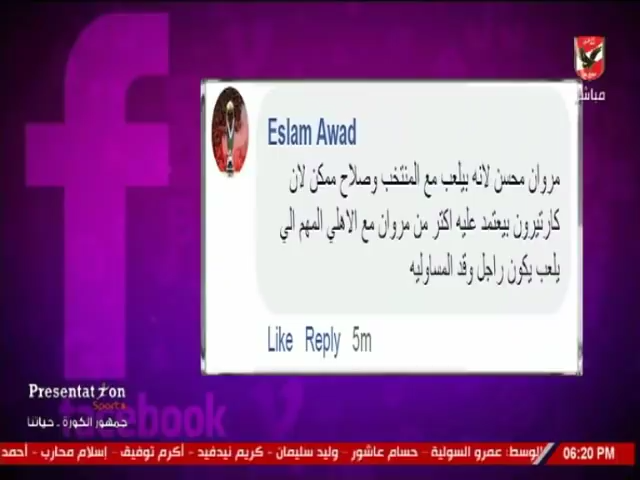 مباشر
Eslam Awad
مروان محسن لانه بيلعب مع المنتخب وصلاح ممكن لان
كارتيرون بيعتمد عليه اكتر من مروان مع الاهلي المهم الي
يلعب يكون راجل وقد المساوليه
Like Reply 5m
Presentation
Sports
جمهور الكورة - حياتنا
facebook
الوسط: عمرو السولية - حسام عاشور - وليد سليمان - كريم نيدفيد - أكرم توفيق - إسلام محارب - أحمد
06:20 PM